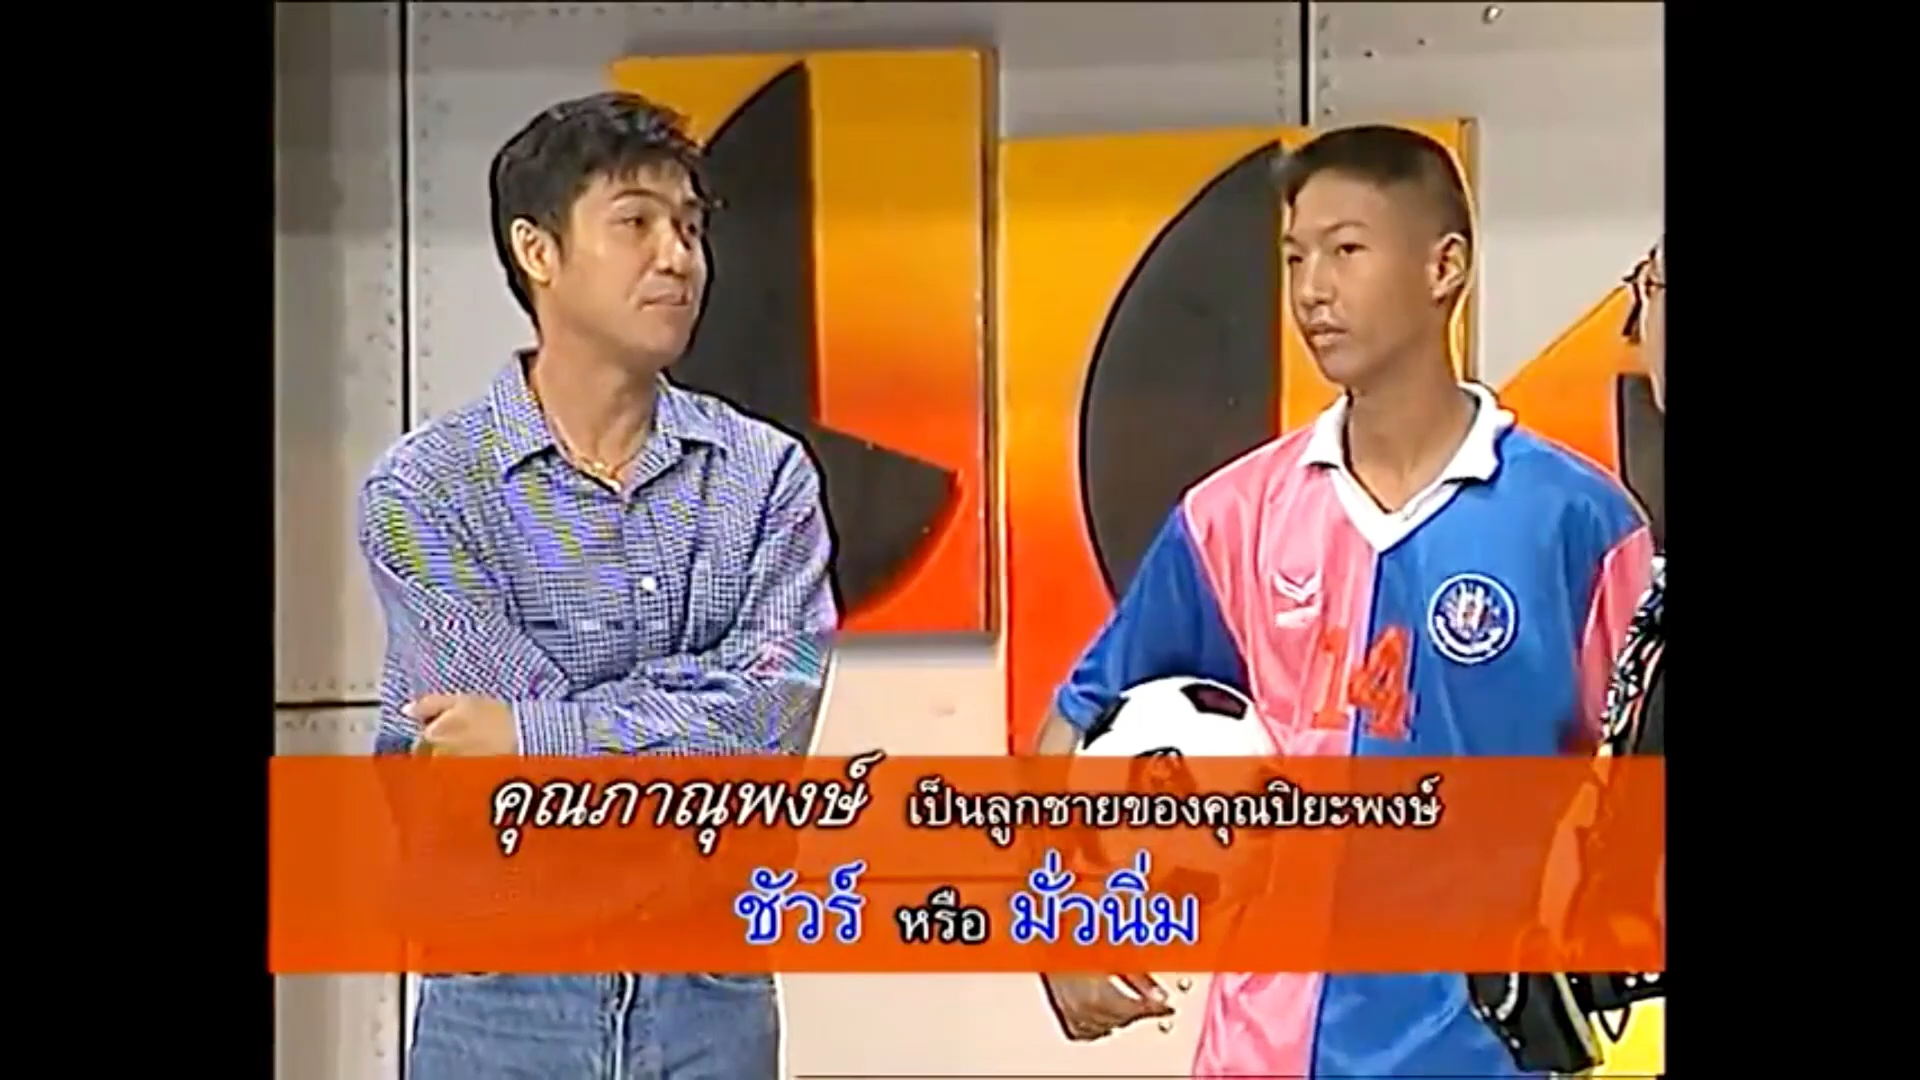 14
คุณภาณุพงษ์ เป็นลูกชายของคุณปิยะพงษ์
ชัวร์ หรือ มั่วนิ่ม